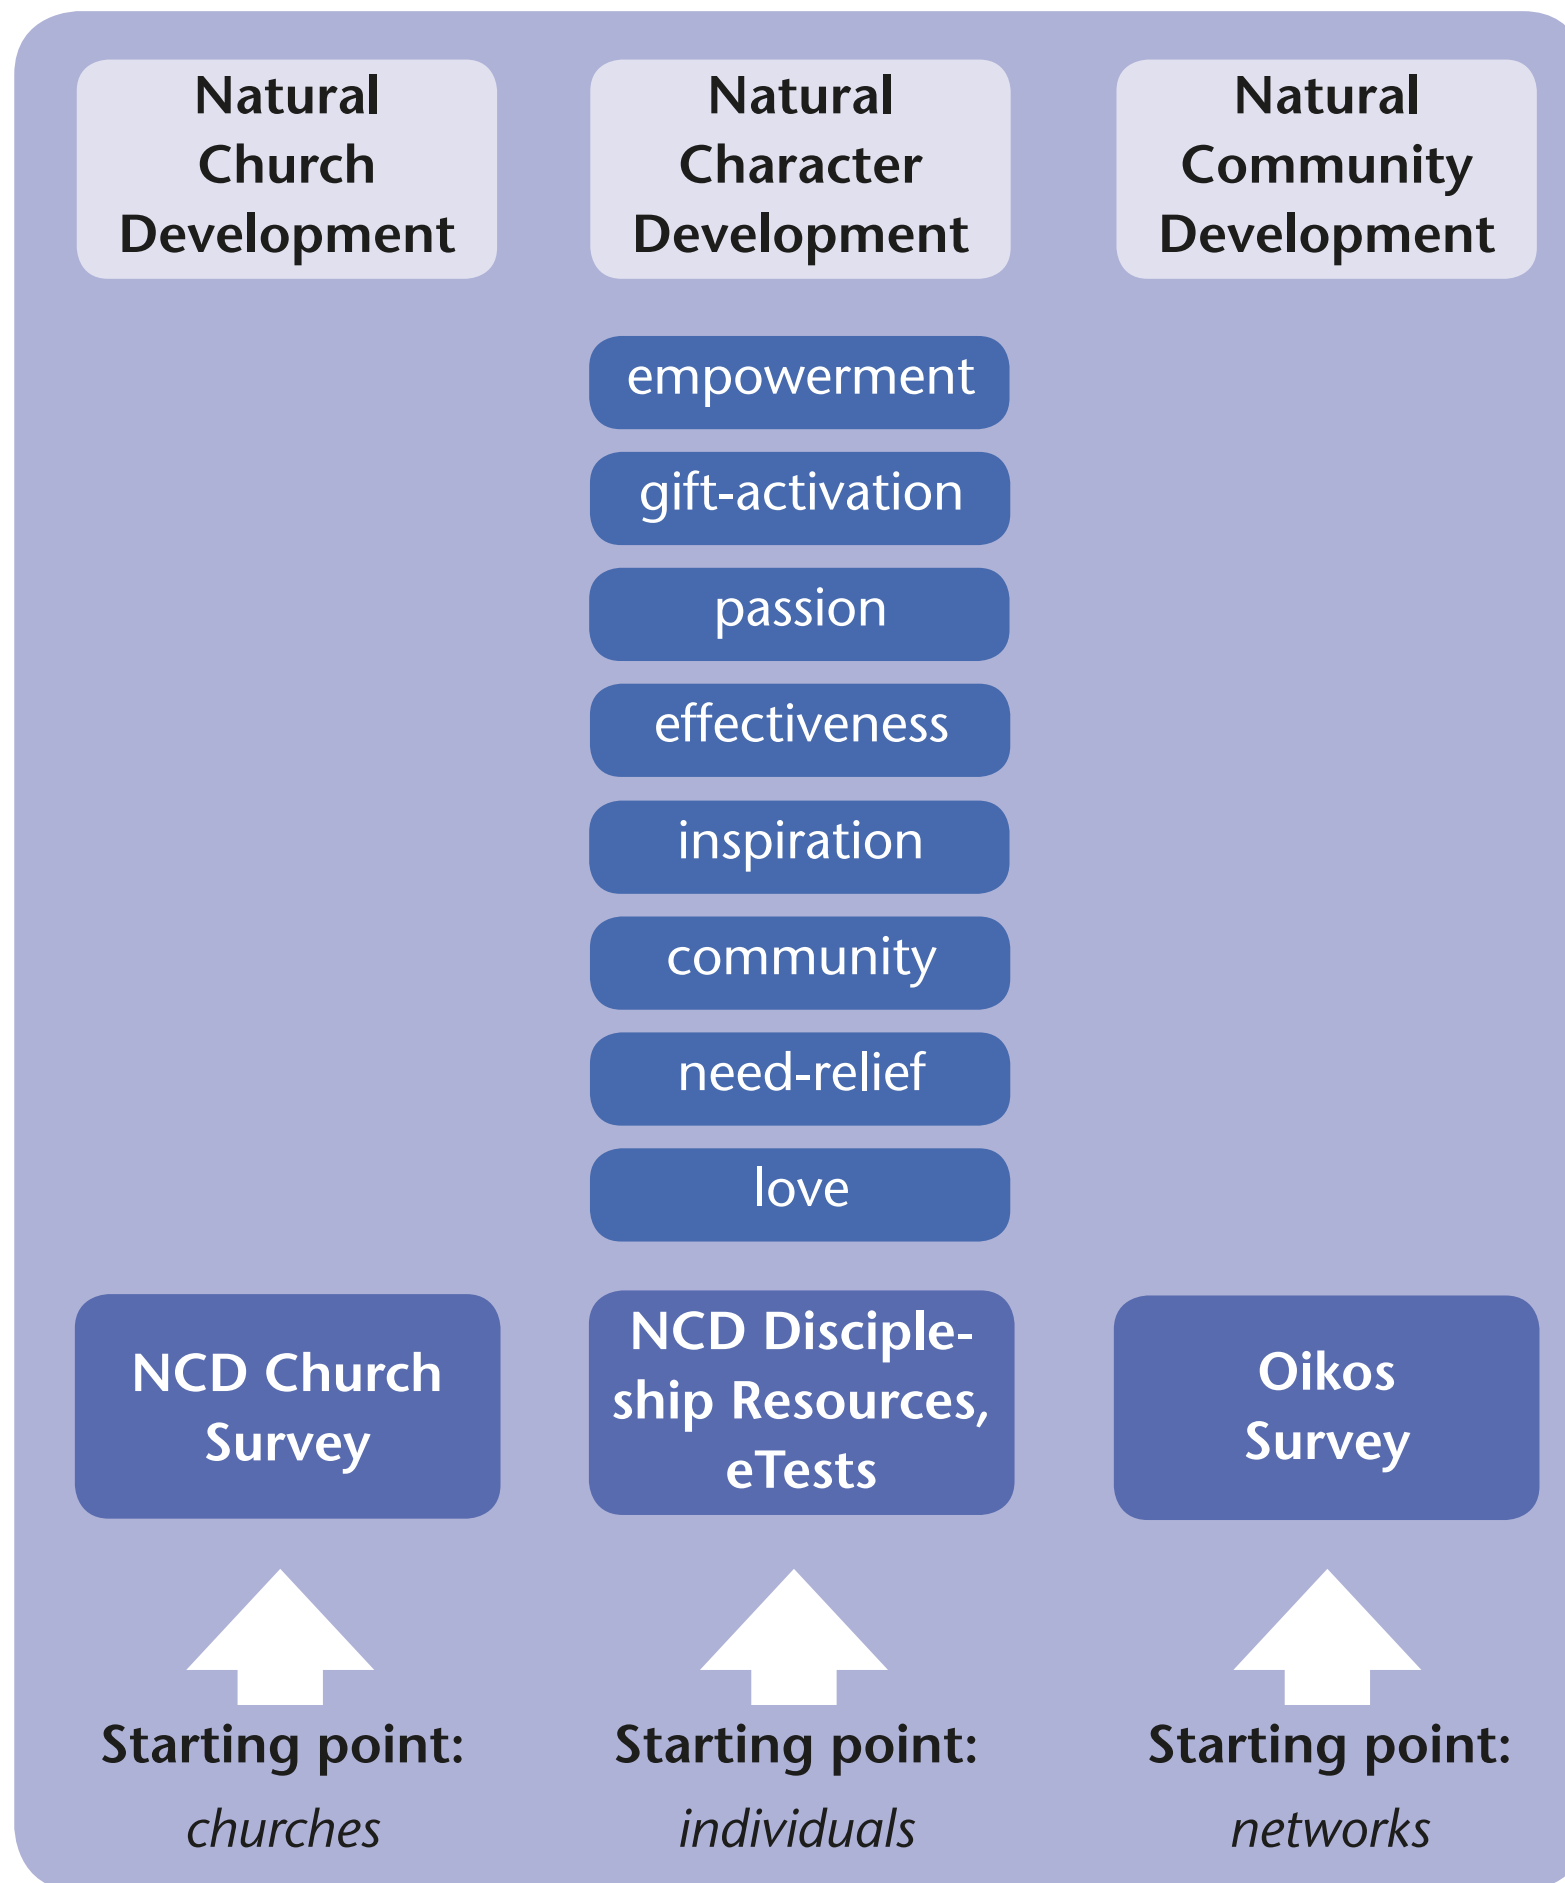 Natural
Church
Development
Natural
Character
Development
Natural
Community
Development
empowerment
gift-activation
passion
effectiveness
inspiration
community
need-relief
love
NCD Church
Survey
NCD Disciple-
ship Resources,
eTests
Oikos
Survey
Starting point:
churches
Starting point:
individuals
Starting point:
networks